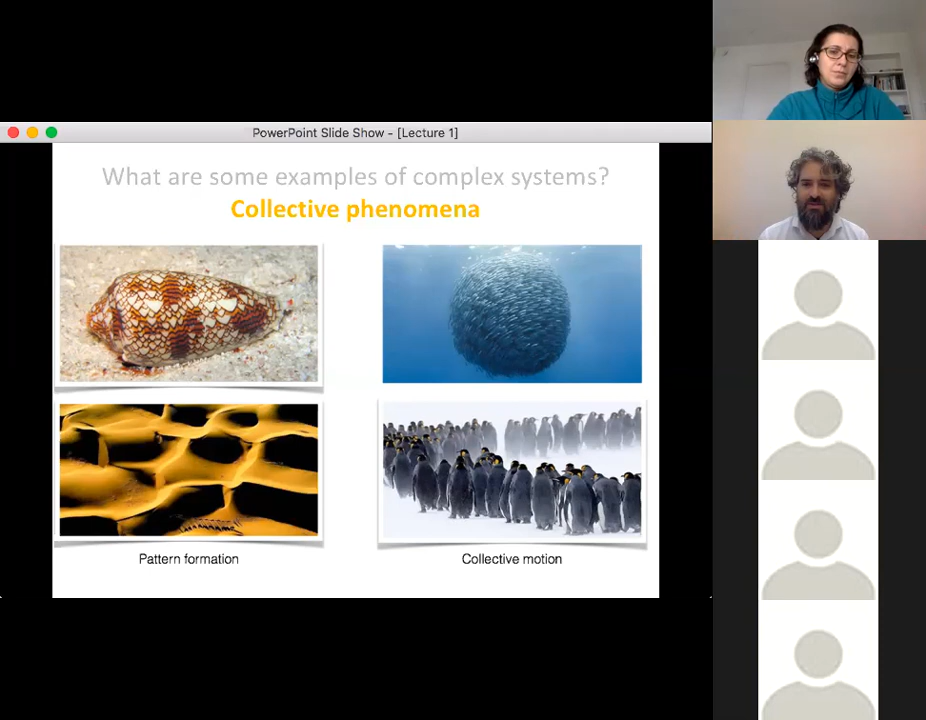 PowerPoint Slide Show - [Lecture 1]
What are some examples of complex systems?
Collective phenomena
Pattern formation
Collective motion